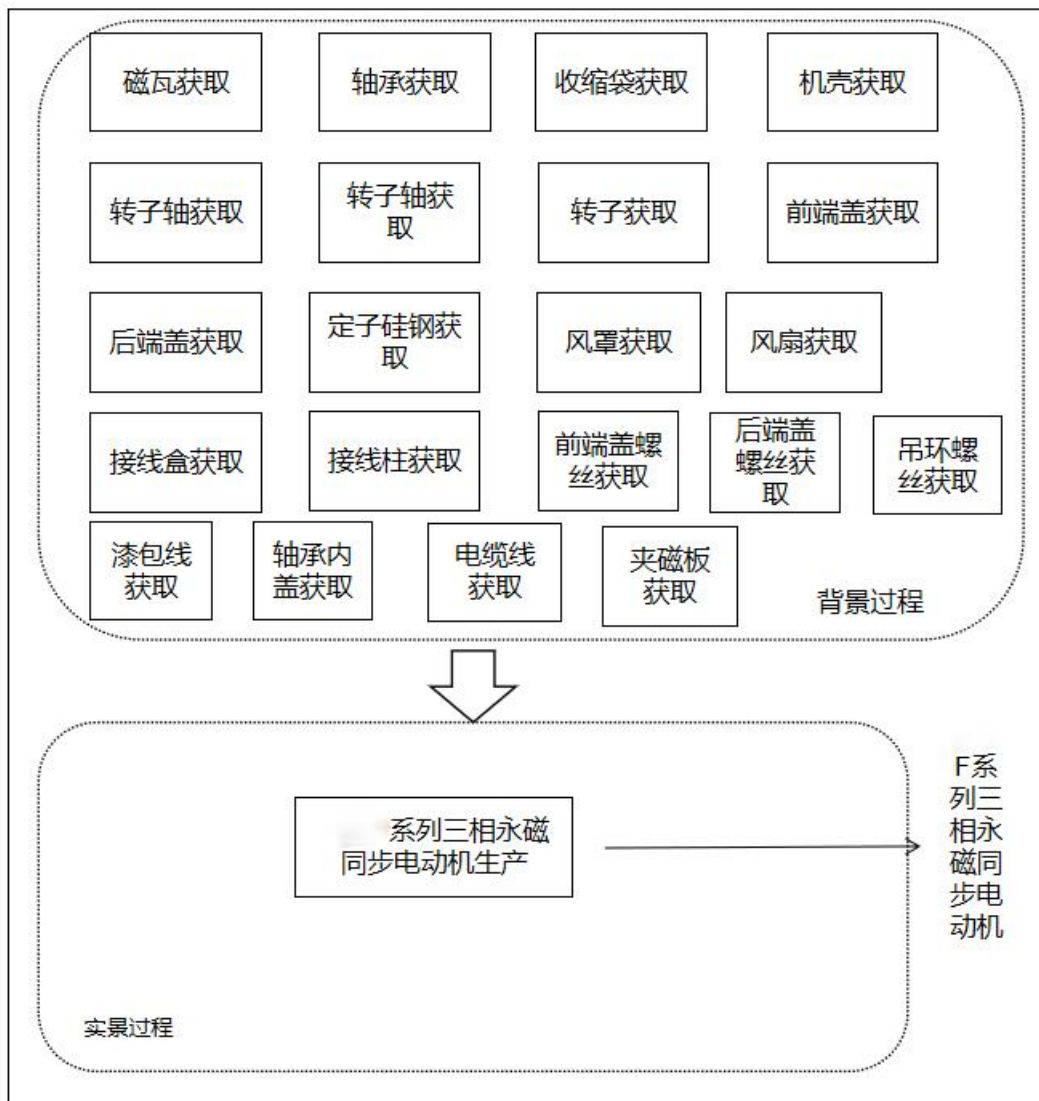 磁瓦获取
轴承获取
收缩袋获取
机壳获取
转子轴获取
转子轴获
取
转子获取
前端盖获取
后端盖获取
定子硅钢获
取
风罩获取
风扇获取
接线盒获取
接线柱获取
前端盖螺
丝获取
后端盖
螺丝获
取
吊环螺
丝获取
漆包线
获取
轴承内
盖获取
电缆线
获取
夹磁板
获取
背景过程
系列三相永磁
同步电动机生产
F系
列三
相永
磁同
步电
动机
实景过程